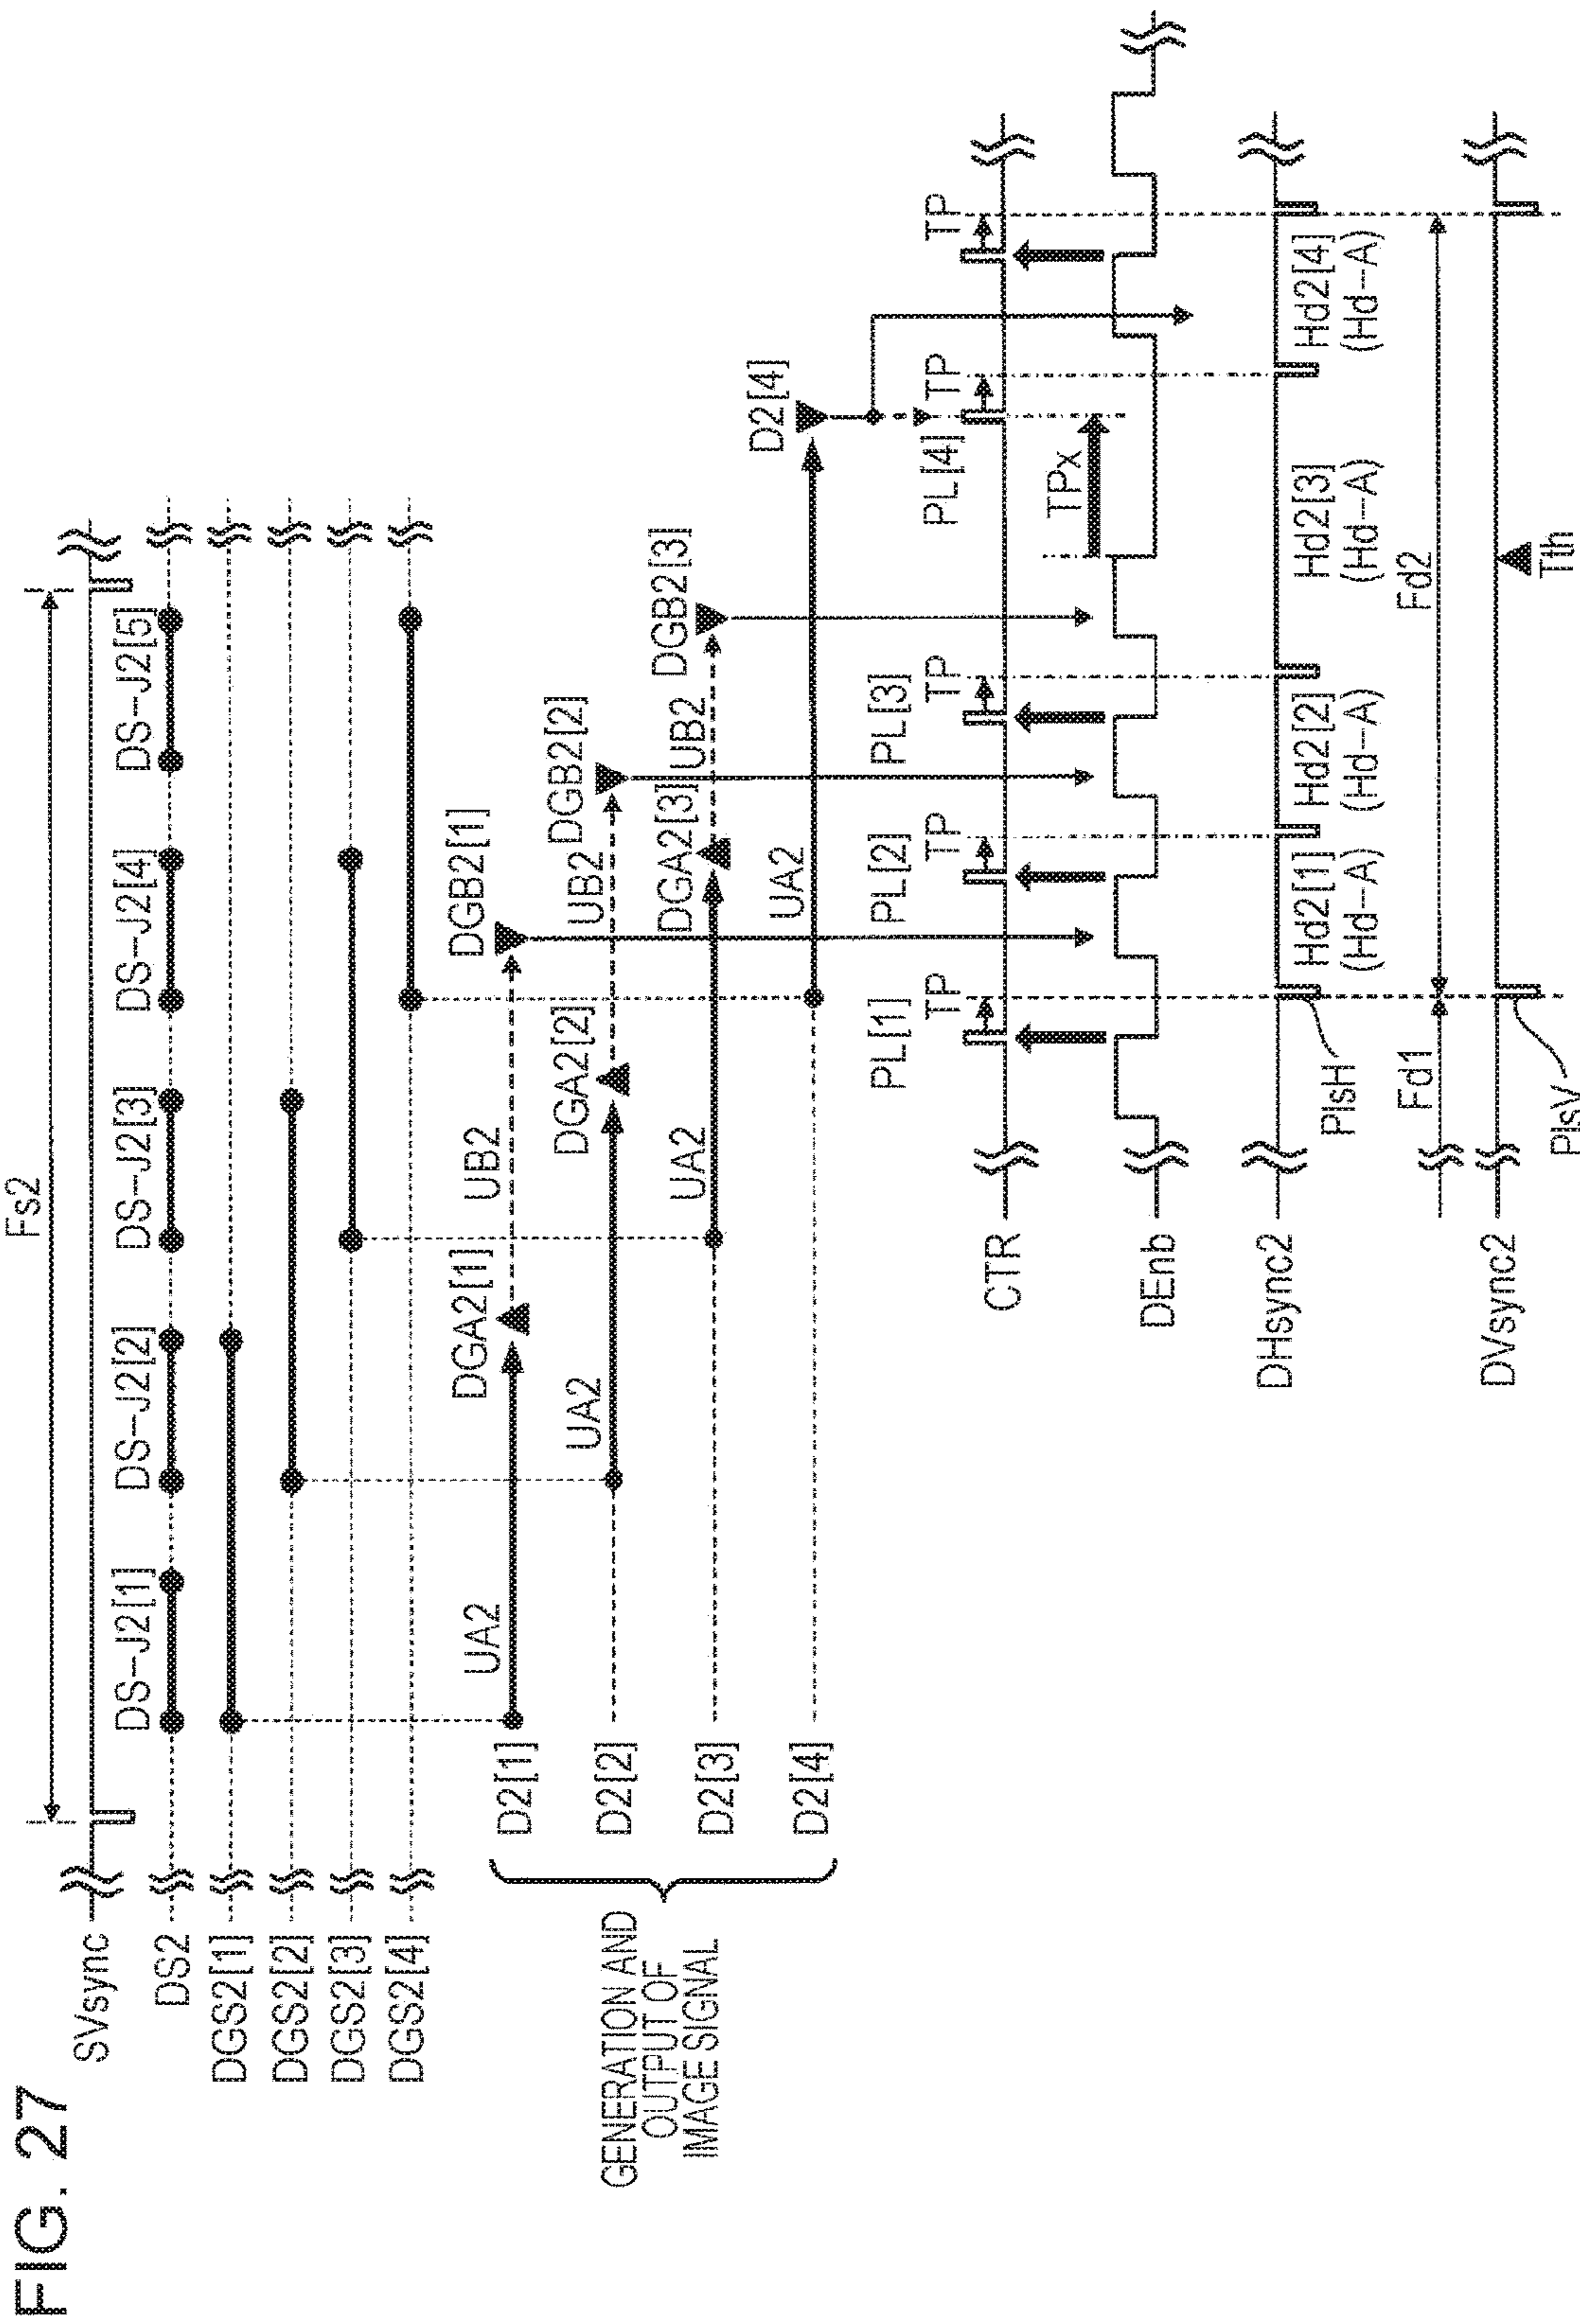 FIG. 27
Fs2
SVsync
DS-J2[1] DS-J2[2] DS-J2[3] DS-J2[4] DS-J2[5]
DS2
DGS2[1]
DGS2[2]
DGS2[3]
DGS2[4]
GENERATION AND
OUTPUT OF
IMAGE SIGNAL
D2[1] UA2 DGA2[1] UB2 DGB2[1]
D2[2] UA2 DGA2[2] UB2 DGB2[2]
D2[3] UA2 DGA2[3] UB2 DGB2[3]
D2[4] UA2 D2[4]
PL[1] PL[2] PL[3] PL[4]
TP TP TP TP TP
CTR
TPx
DEnb
DHsync2
PlsH
Hd2[1] Hd2[2] Hd2[3] Hd2[4]
(Hd-A) (Hd-A) (Hd-A) (Hd-A)
Fd1 Fd2
DVsync2
PlsV
Tth